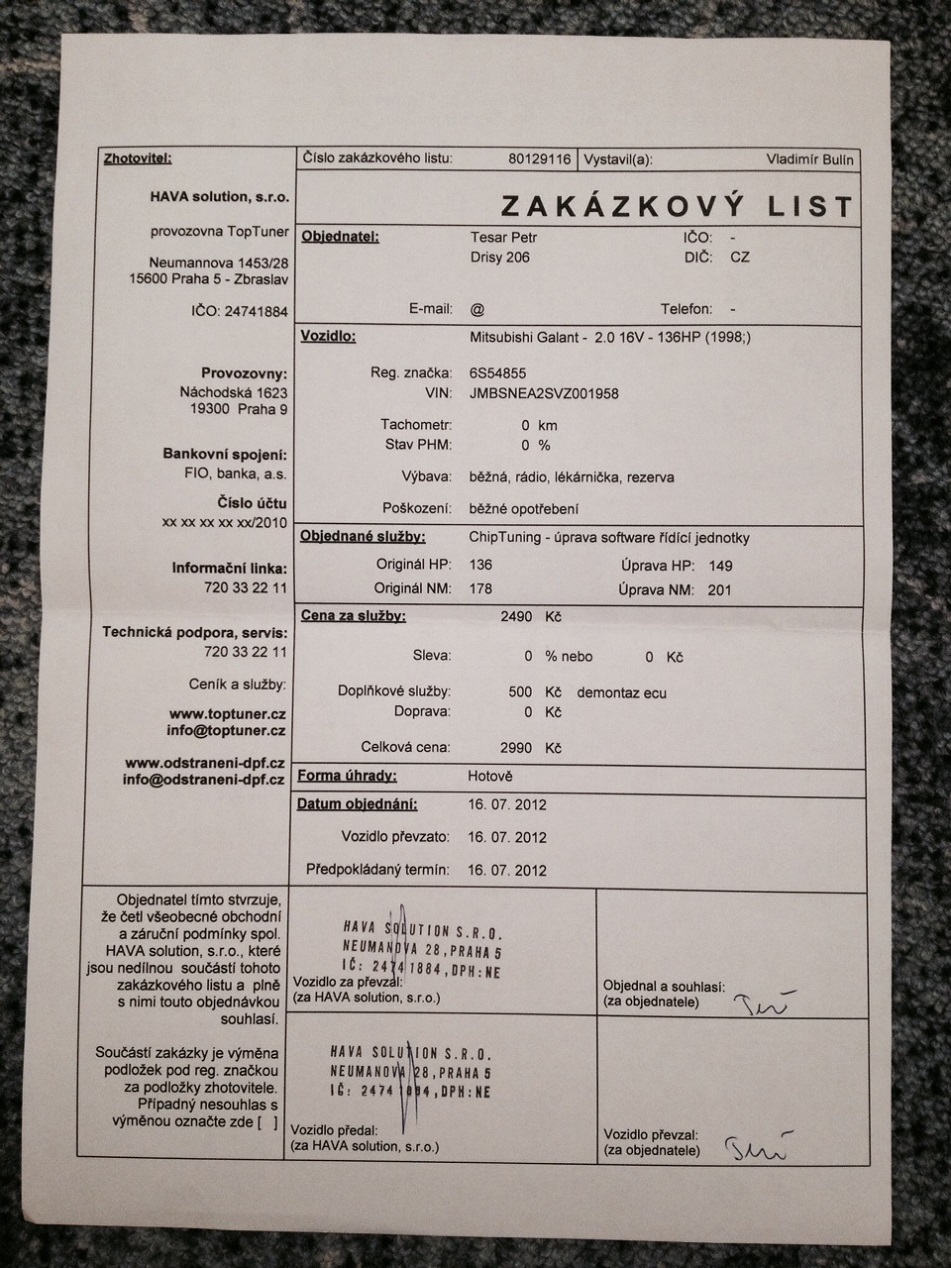 Zhotovitel:
HAVA solution, s.r.o.
provozovna TopTuner
Neumannova 1453/28
15600 Praha 5 - Zbraslav
IČO: 24741884
Provozovny:
Náchodská 1623
19300 Praha 9
Bankovní spojení:
FIO, banka, a.s.
Číslo účtu
xx xx xx xx xx/2010
Informační linka:
720 33 22 11
Technická podpora, servis:
720 33 22 11
Ceník a služby:
www.toptuner.cz
info@toptuner.cz
www.odstraneni-dpf.cz
info@odstraneni-dpf.cz
Číslo zakázkového listu: 80129116 Vystavil(a): Vladimír Bulín
ZAKÁZKOVÝ LIST
Objednatel: Tesar Petr IČO: -
Drisy 206 DIČ: CZ
E-mail: @ Telefon: -
Vozidlo: Mitsubishi Galant - 2.0 16V - 136HP (1998;)
Reg. značka: 6S54855
VIN: JMBSNEA2SVZ001958
Tachometr: 0 km
Stav PHM: 0 %
Výbava: běžná, rádio, lékárnička, rezerva
Poškození: běžné opotřebení
Objednané služby: ChipTuning - úprava software řídící jednotky
Originál HP: 136 Úprava HP: 149
Originál NM: 178 Úprava NM: 201
Cena za služby: 2490 Kč
Sleva: 0 % nebo 0 Kč
Doplňkové služby: 500 Kč demontaz ecu
Doprava: 0 Kč
Celková cena: 2990 Kč
Forma úhrady: Hotově
Datum objednání: 16. 07. 2012
Vozidlo převzato: 16. 07. 2012
Předpokládaný termín: 16. 07. 2012
Objednatel tímto stvrzuje,
že četl všeobecné obchodní
a záruční podmínky spol.
HAVA solution, s.r.o., které
jsou nedílnou součástí tohoto
zakázkového listu a plně
s nimi touto objednávkou
souhlasí.
Součástí zakázky je výměna
podložek pod reg. značkou
za podložky zhotovitele.
Případný nesouhlas s
výměnou označte zde [ ]
HAVA SOLUTION S.R.O.
NEUMANOVA 28, PRAHA 5
IČ: 24741884, DPH:NE
Vozidlo za převzal:
(za HAVA solution, s.r.o.)
Objednal a souhlasí:
(za objednatele)
HAVA SOLUTION S.R.O.
NEUMANOVA 28, PRAHA 5
IČ: 24741884, DPH:NE
Vozidlo předal:
(za HAVA solution, s.r.o.)
Vozidlo převzal:
(za objednatele)